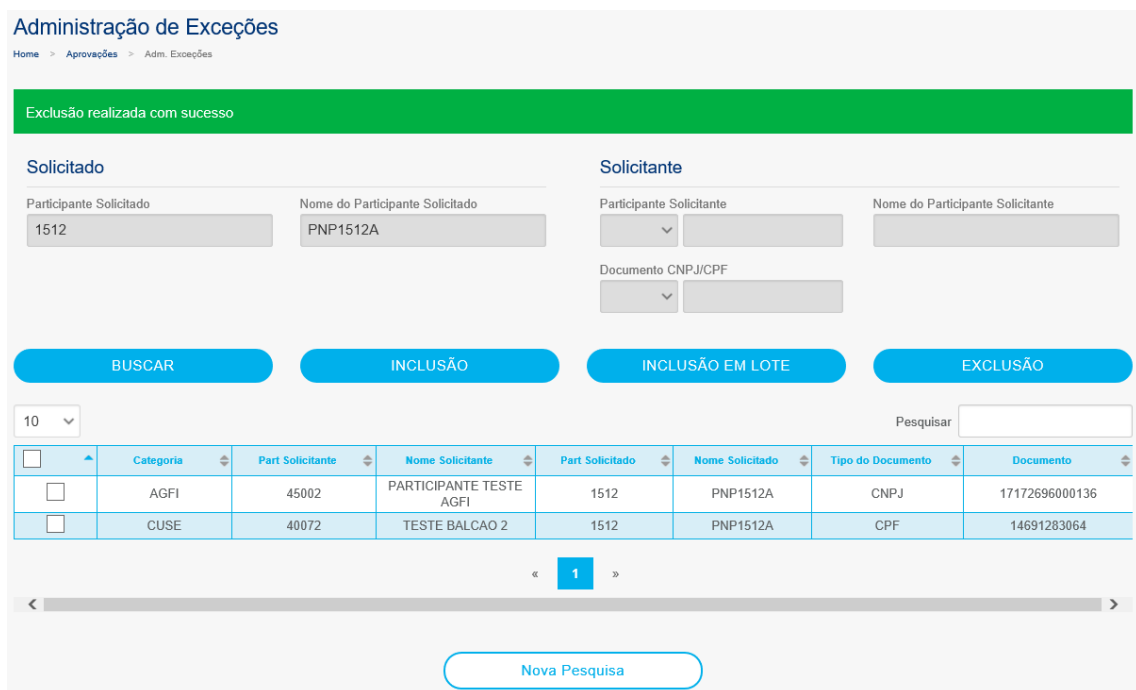 Administração de Exceções
Home > Aprovações > Adm. Exceções
Exclusão realizada com sucesso
Solicitado
Solicitante
Participante Solicitado
Nome do Participante Solicitado
Participante Solicitante
Nome do Participante Solicitante
1512
PNP1512A
Documento CNPJ/CPF
BUSCAR
INCLUSÃO
INCLUSÃO EM LOTE
EXCLUSÃO
10
Pesquisar
Categoria Part Solicitante Nome Solicitante Part Solicitado Nome Solicitado Tipo do Documento Documento
AGFI 45002 PARTICIPANTE TESTE AGFI 1512 PNP1512A CNPJ 17172696000136
CUSE 40072 TESTE BALCAO 2 1512 PNP1512A CPF 14691283064
« 1 »
Nova Pesquisa